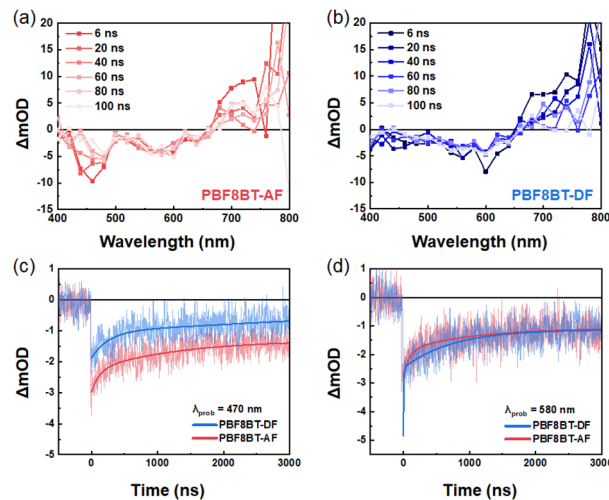 (a)
ΔmOD
20
15
10
5
0
-5
-10
-15
6 ns
20 ns
40 ns
60 ns
80 ns
100 ns
PBF8BT-AF
400 500 600 700 800
Wavelength (nm)
(b)
ΔmOD
20
15
10
5
0
-5
-10
-15
6 ns
20 ns
40 ns
60 ns
80 ns
100 ns
PBF8BT-DF
400 500 600 700 800
Wavelength (nm)
(c)
ΔmOD
1
0
-1
-2
-3
-4
-5
λprob = 470 nm
PBF8BT-DF
PBF8BT-AF
0 1000 2000 3000
Time (ns)
(d)
ΔmOD
1
0
-1
-2
-3
-4
-5
λprob = 580 nm
PBF8BT-DF
PBF8BT-AF
0 1000 2000 3000
Time (ns)